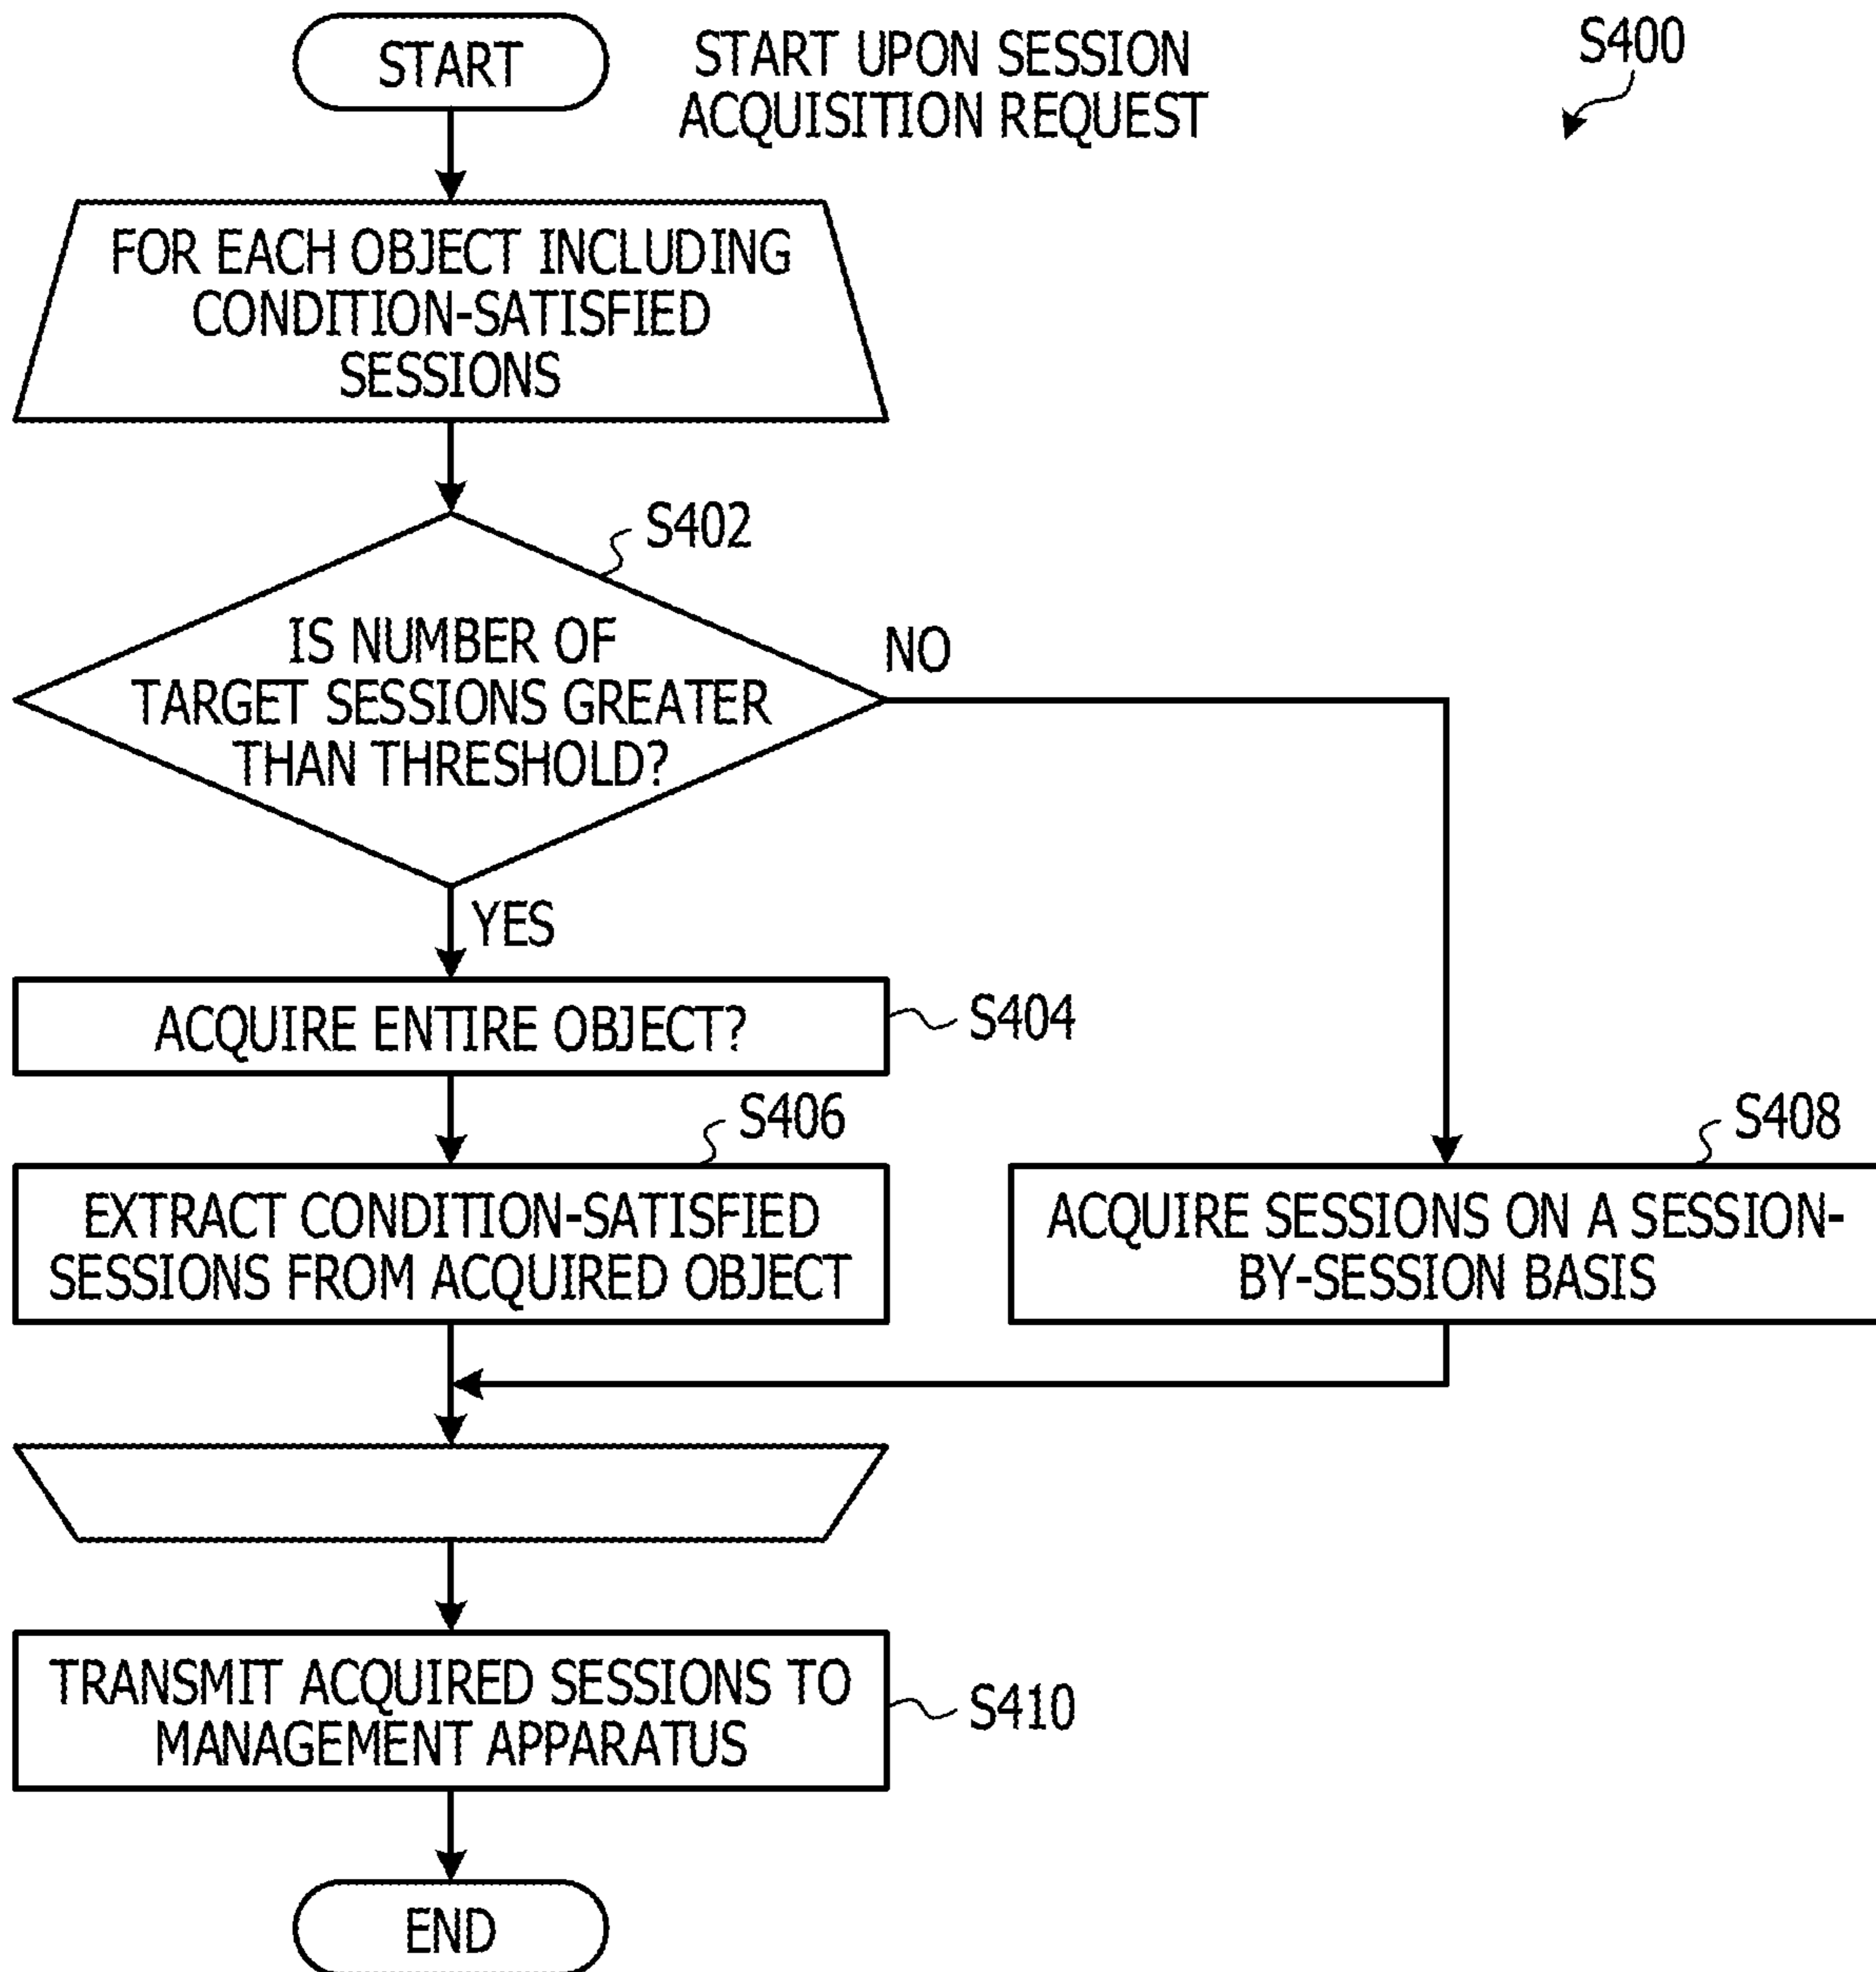 START
START UPON SESSION
ACQUISITION REQUEST
S400
FOR EACH OBJECT INCLUDING
CONDITION-SATISFIED
SESSIONS
S402
IS NUMBER OF
TARGET SESSIONS GREATER
THAN THRESHOLD?
NO
YES
ACQUIRE ENTIRE OBJECT?
S404
S406
EXTRACT CONDITION-SATISFIED
SESSIONS FROM ACQUIRED OBJECT
S408
ACQUIRE SESSIONS ON A SESSION-
BY-SESSION BASIS
TRANSMIT ACQUIRED SESSIONS TO
MANAGEMENT APPARATUS
S410
END